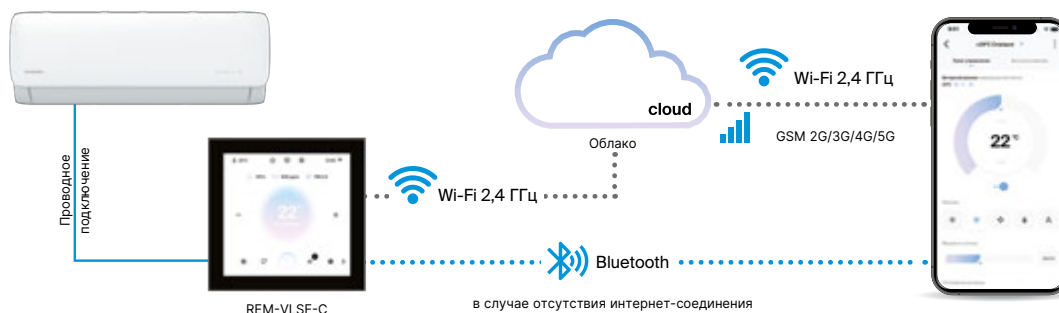 Проводное
подключение
REM-VLSE-C
22°
Wi-Fi 2,4 ГГц
cloud
Облако
Wi-Fi 2,4 ГГц
GSM 2G/3G/4G/5G
Bluetooth
в случае отсутствия интернет-соединения
22 °C